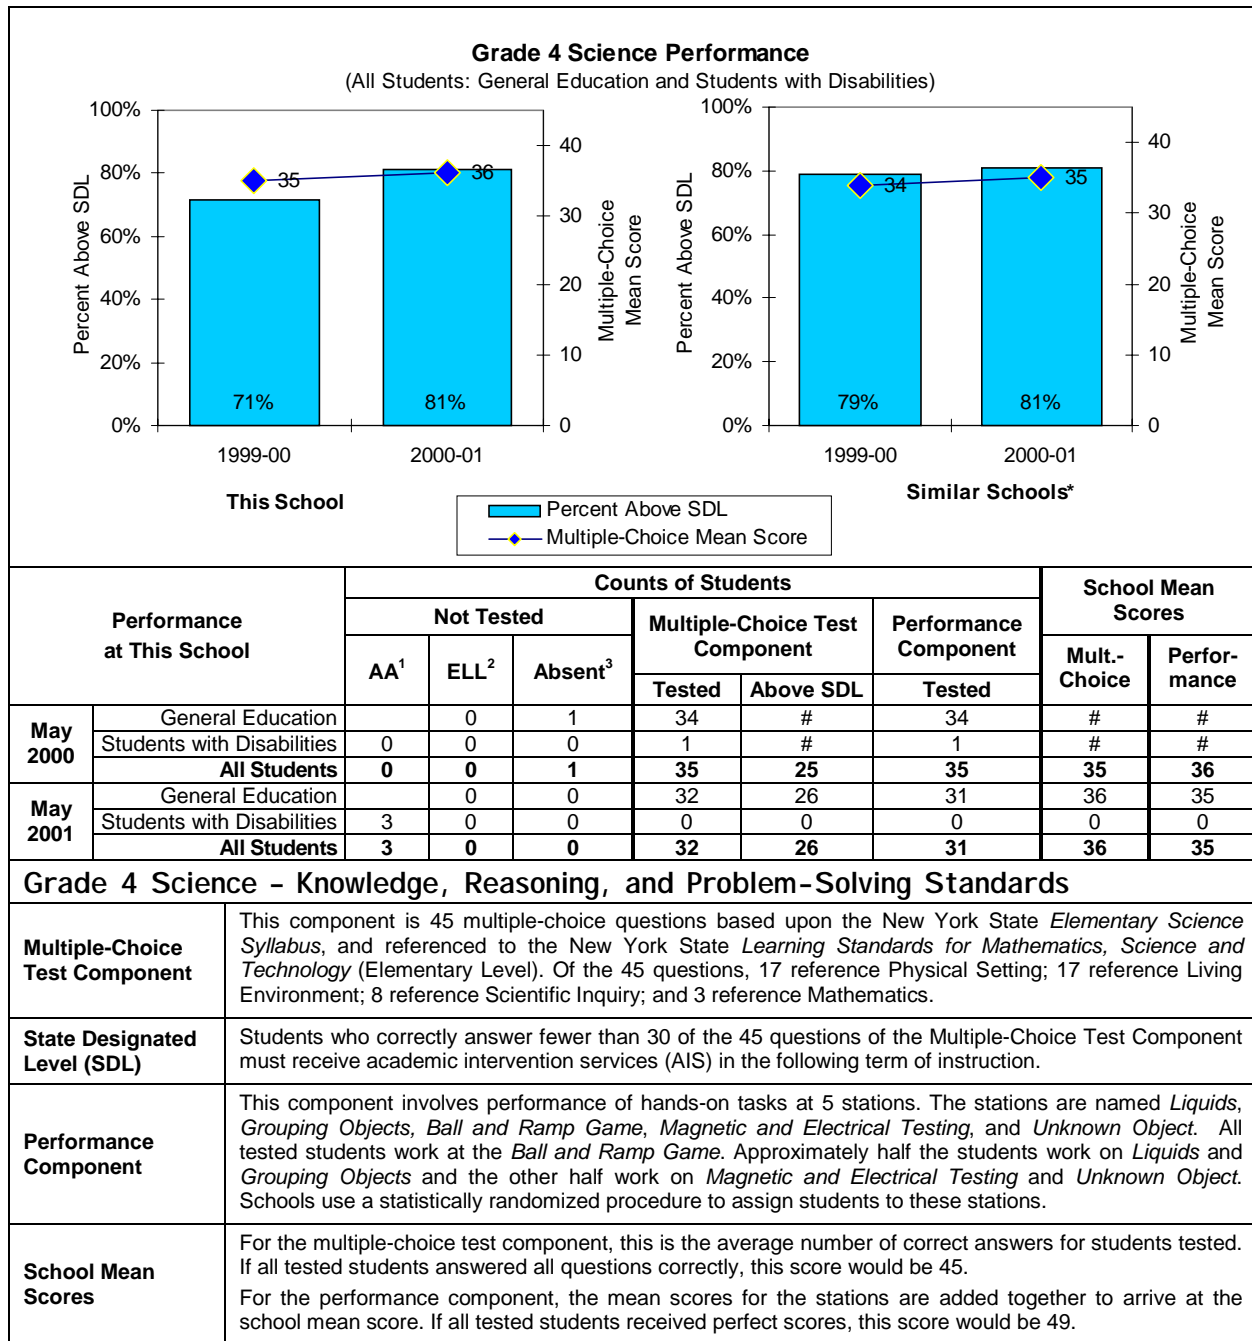 Grade 4 Science Performance
(All Students: General Education and Students with Disabilities)
100%
80%
60%
40%
20%
0%
Percent Above SDL
35
36
71%
81%
40
30
20
10
0
Multiple-Choice
Mean Score
1999-00 2000-01
This School
100%
80%
60%
40%
20%
0%
Percent Above SDL
34
35
79%
81%
40
30
20
10
0
Multiple-Choice
Mean Score
1999-00 2000-01
Similar Schools*
Percent Above SDL
Multiple-Choice Mean Score
Performance
at This School
Counts of Students
School Mean
Scores
Not Tested
Multiple-Choice Test
Component
Performance
Component
AA1 ELL2 Absent3
Tested Above SDL Tested
Mult.-
Choice
Perfor-
mance
May
2000
General Education 0 1 34 # 34 # #
Students with Disabilities 0 0 0 1 # 1 # #
All Students 0 0 1 35 25 35 35 36
May
2001
General Education 0 0 32 26 31 36 35
Students with Disabilities 3 0 0 0 0 0 0 0
All Students 3 0 0 32 26 31 36 35
Grade 4 Science – Knowledge, Reasoning, and Problem-Solving Standards
Multiple-Choice
Test Component
This component is 45 multiple-choice questions based upon the New York State Elementary Science
Syllabus, and referenced to the New York State Learning Standards for Mathematics, Science and
Technology (Elementary Level). Of the 45 questions, 17 reference Physical Setting; 17 reference Living
Environment; 8 reference Scientific Inquiry; and 3 reference Mathematics.
State Designated
Level (SDL)
Students who correctly answer fewer than 30 of the 45 questions of the Multiple-Choice Test Component
must receive academic intervention services (AIS) in the following term of instruction.
Performance
Component
This component involves performance of hands-on tasks at 5 stations. The stations are named Liquids,
Grouping Objects, Ball and Ramp Game, Magnetic and Electrical Testing, and Unknown Object. All
tested students work at the Ball and Ramp Game. Approximately half the students work on Liquids and
Grouping Objects and the other half work on Magnetic and Electrical Testing and Unknown Object.
Schools use a statistically randomized procedure to assign students to these stations.
School Mean
Scores
For the multiple-choice test component, this is the average number of correct answers for students tested.
If all tested students answered all questions correctly, this score would be 45.
For the performance component, the mean scores for the stations are added together to arrive at the
school mean score. If all tested students received perfect scores, this score would be 49.